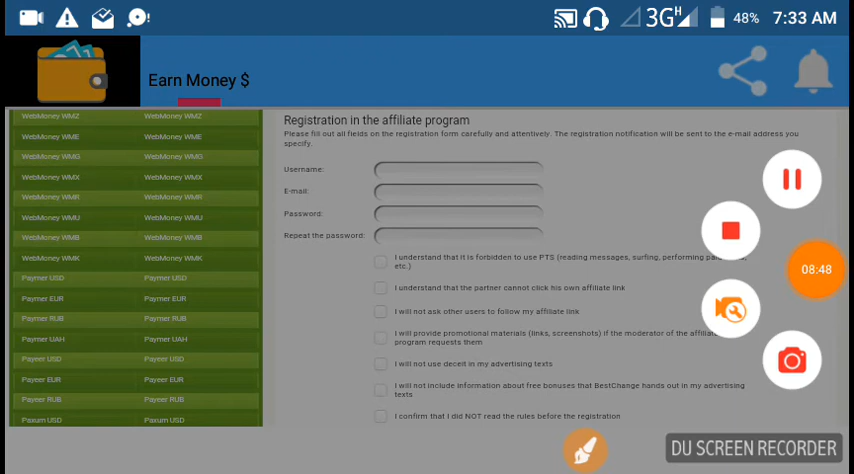 3G H 48% 7:33 AM
Earn Money $
WebMoney WMZ WebMoney WMZ
WebMoney WME WebMoney WME
WebMoney WMG WebMoney WMG
WebMoney WMX WebMoney WMX
WebMoney WMR WebMoney WMR
WebMoney WMU WebMoney WMU
WebMoney WMB WebMoney WMB
WebMoney WMK WebMoney WMK
Paymer USD Paymer USD
Paymer EUR Paymer EUR
Paymer RUB Paymer RUB
Paymer UAH Paymer UAH
Payeer USD Payeer USD
Payeer EUR Payeer EUR
Payeer RUB Payeer RUB
Paxum USD Paxum USD
Registration in the affiliate program
Please fill out all fields on the registration form carefully and attentively. The registration notification will be sent to the e-mail address you
specify.
Username:
E-mail:
Password:
Repeat the password:
I understand that it is forbidden to use PTS (reading messages, surfing, performing
etc.)
I understand that the partner cannot click his own affiliate link
I will not ask other users to follow my affiliate link
I will provide promotional materials (links, screenshots) if the moderator of the
program requests them
I will not use deceit in my advertising texts
I will not include information about free bonuses that BestChange hands out in my advertising
texts
I confirm that I did NOT read the rules before the registration
08:48
DU SCREEN RECORDER